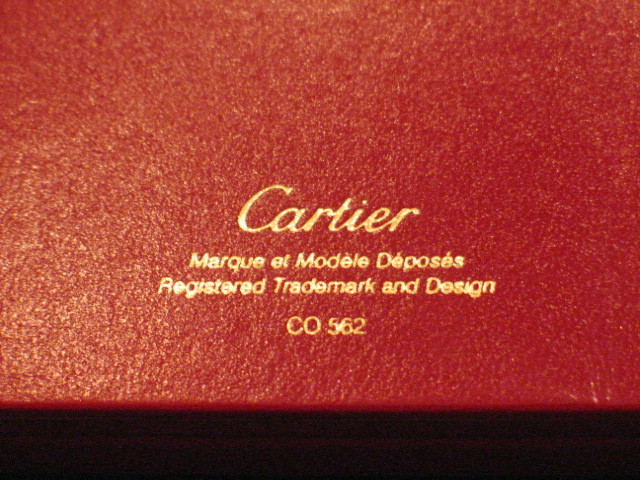 Cartier
Marque et Modèle Déposés
Registered Trademark and Design
CO 562